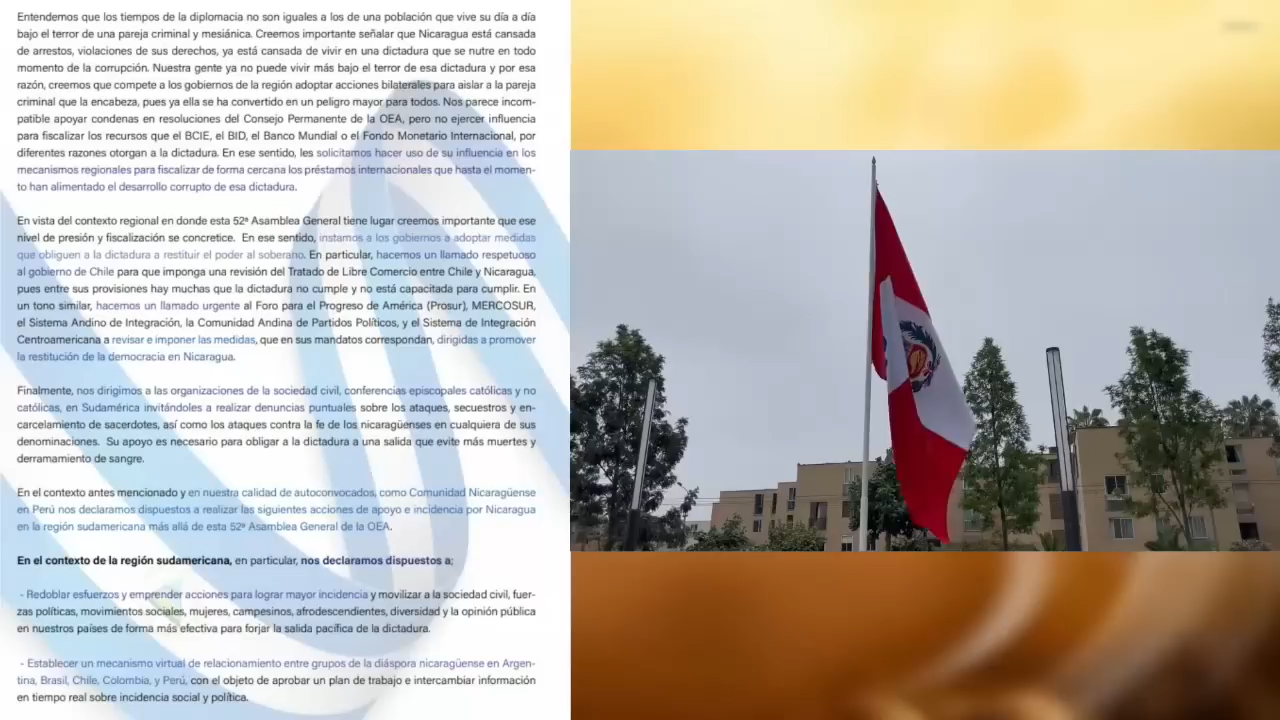 Entendemos que los tiempos de la diplomacia no son iguales a los de una población que vive su día a día
bajo el terror de una pareja criminal y mesiánica. Creemos importante señalar que Nicaragua está cansada
de arrestos, violaciones de sus derechos, ya está cansada de vivir en una dictadura que se nutre en todo
momento de la corrupción. Nuestra gente ya no puede vivir más bajo el terror de esa dictadura y por esa
razón, creemos que compete a los gobiernos de la región adoptar acciones bilaterales para aislar a la pareja
criminal que la encabeza, pues ya ella se ha convertido en un peligro mayor para todos. Nos parece incom-
patible apoyar condenas en resoluciones del Consejo Permanente de la OEA, pero no ejercer influencia
para fiscalizar los recursos que el BCIE, el BID, el Banco Mundial o el Fondo Monetario Internacional, por
diferentes razones otorgan a la dictadura. En ese sentido, les solicitamos hacer uso de su influencia en los
mecanismos regionales para fiscalizar de forma cercana los préstamos internacionales que hasta el momen-
to han alimentado el desarrollo corrupto de esa dictadura.
En vista del contexto regional en donde esta 52ª Asamblea General tiene lugar creemos importante que ese
nivel de presión y fiscalización se concretice. En ese sentido, instamos a los gobiernos a adoptar medidas
que obliguen a la dictadura a restituir el poder al soberano. En particular, hacemos un llamado respetuoso
al gobierno de Chile para que imponga una revisión del Tratado de Libre Comercio entre Chile y Nicaragua,
pues entre sus provisiones hay muchas que la dictadura no cumple y no está capacitada para cumplir. En
un tono similar, hacemos un llamado urgente al Foro para el Progreso de América (Prosur), MERCOSUR,
el Sistema Andino de Integración, la Comunidad Andina de Partidos Políticos, y el Sistema de Integración
Centroamericana a revisar e imponer las medidas, que en sus mandatos correspondan, dirigidas a promover
la restitución de la democracia en Nicaragua.
Finalmente, nos dirigimos a las organizaciones de la sociedad civil, conferencias episcopales católicas y no
católicas, en Sudamérica invitándoles a realizar denuncias puntuales sobre los ataques, secuestros y en-
carcelamiento de sacerdotes, así como los ataques contra la fe de los nicaragüenses en cualquiera de sus
denominaciones. Su apoyo es necesario para obligar a la dictadura a una salida que evite más muertes y
derramamiento de sangre.
En el contexto antes mencionado y en nuestra calidad de autoconvocados, como Comunidad Nicaragüense
en Perú nos declaramos dispuestos a realizar las siguientes acciones de apoyo e incidencia por Nicaragua
en la región sudamericana más allá de esta 52ª Asamblea General de la OEA.
En el contexto de la región sudamericana, en particular, nos declaramos dispuestos a;
- Redoblar esfuerzos y emprender acciones para lograr mayor incidencia y movilizar a la sociedad civil, fuer-
zas políticas, movimientos sociales, mujeres, campesinos, afrodescendientes, diversidad y la opinión pública
en nuestros países de forma más efectiva para forjar la salida pacífica de la dictadura.
- Establecer un mecanismo virtual de relacionamiento entre grupos de la diáspora nicaragüense en Argen-
tina, Brasil, Chile, Colombia, y Perú, con el objeto de aprobar un plan de trabajo e intercambiar información
en tiempo real sobre incidencia social y política.